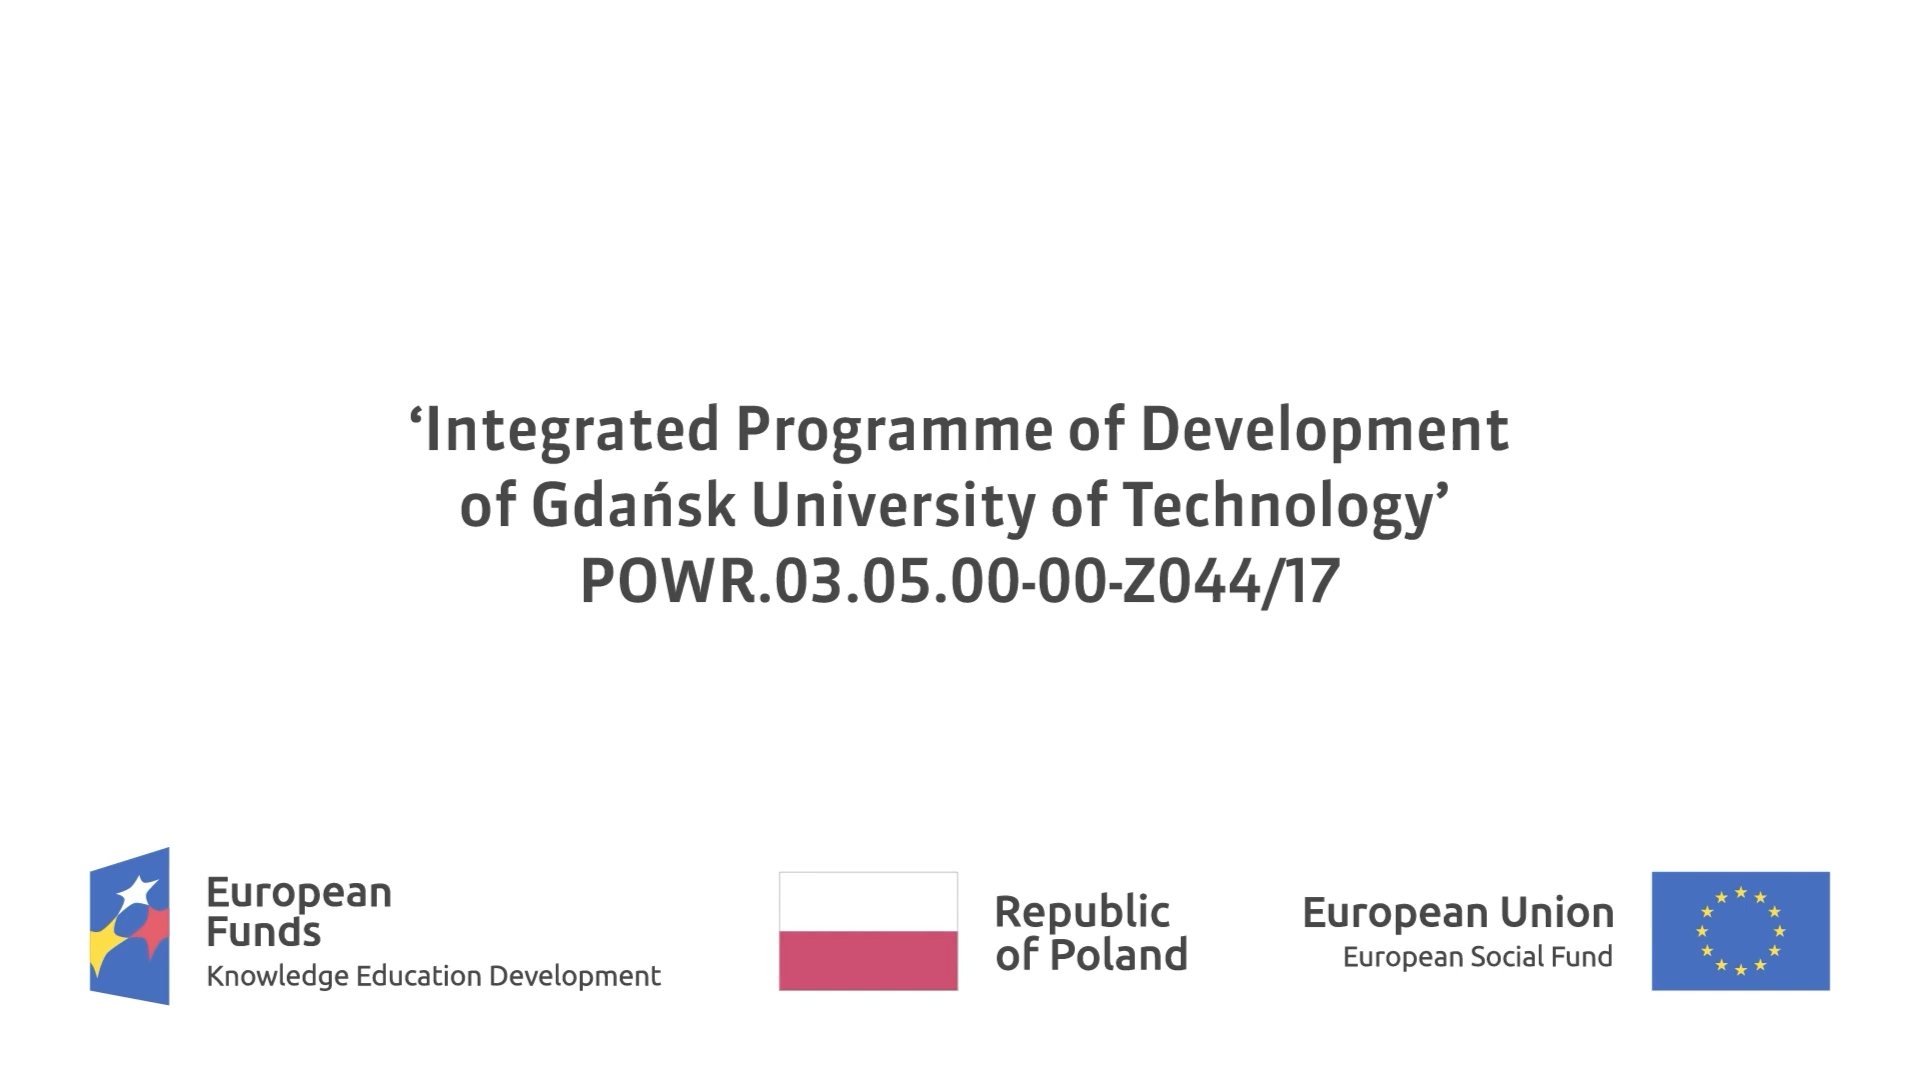 ‘Integrated Programme of Development
of Gdańsk University of Technology’
POWR.03.05.00-00-Z044/17
European
Funds
Knowledge Education Development
Republic
of Poland
European Union
European Social Fund